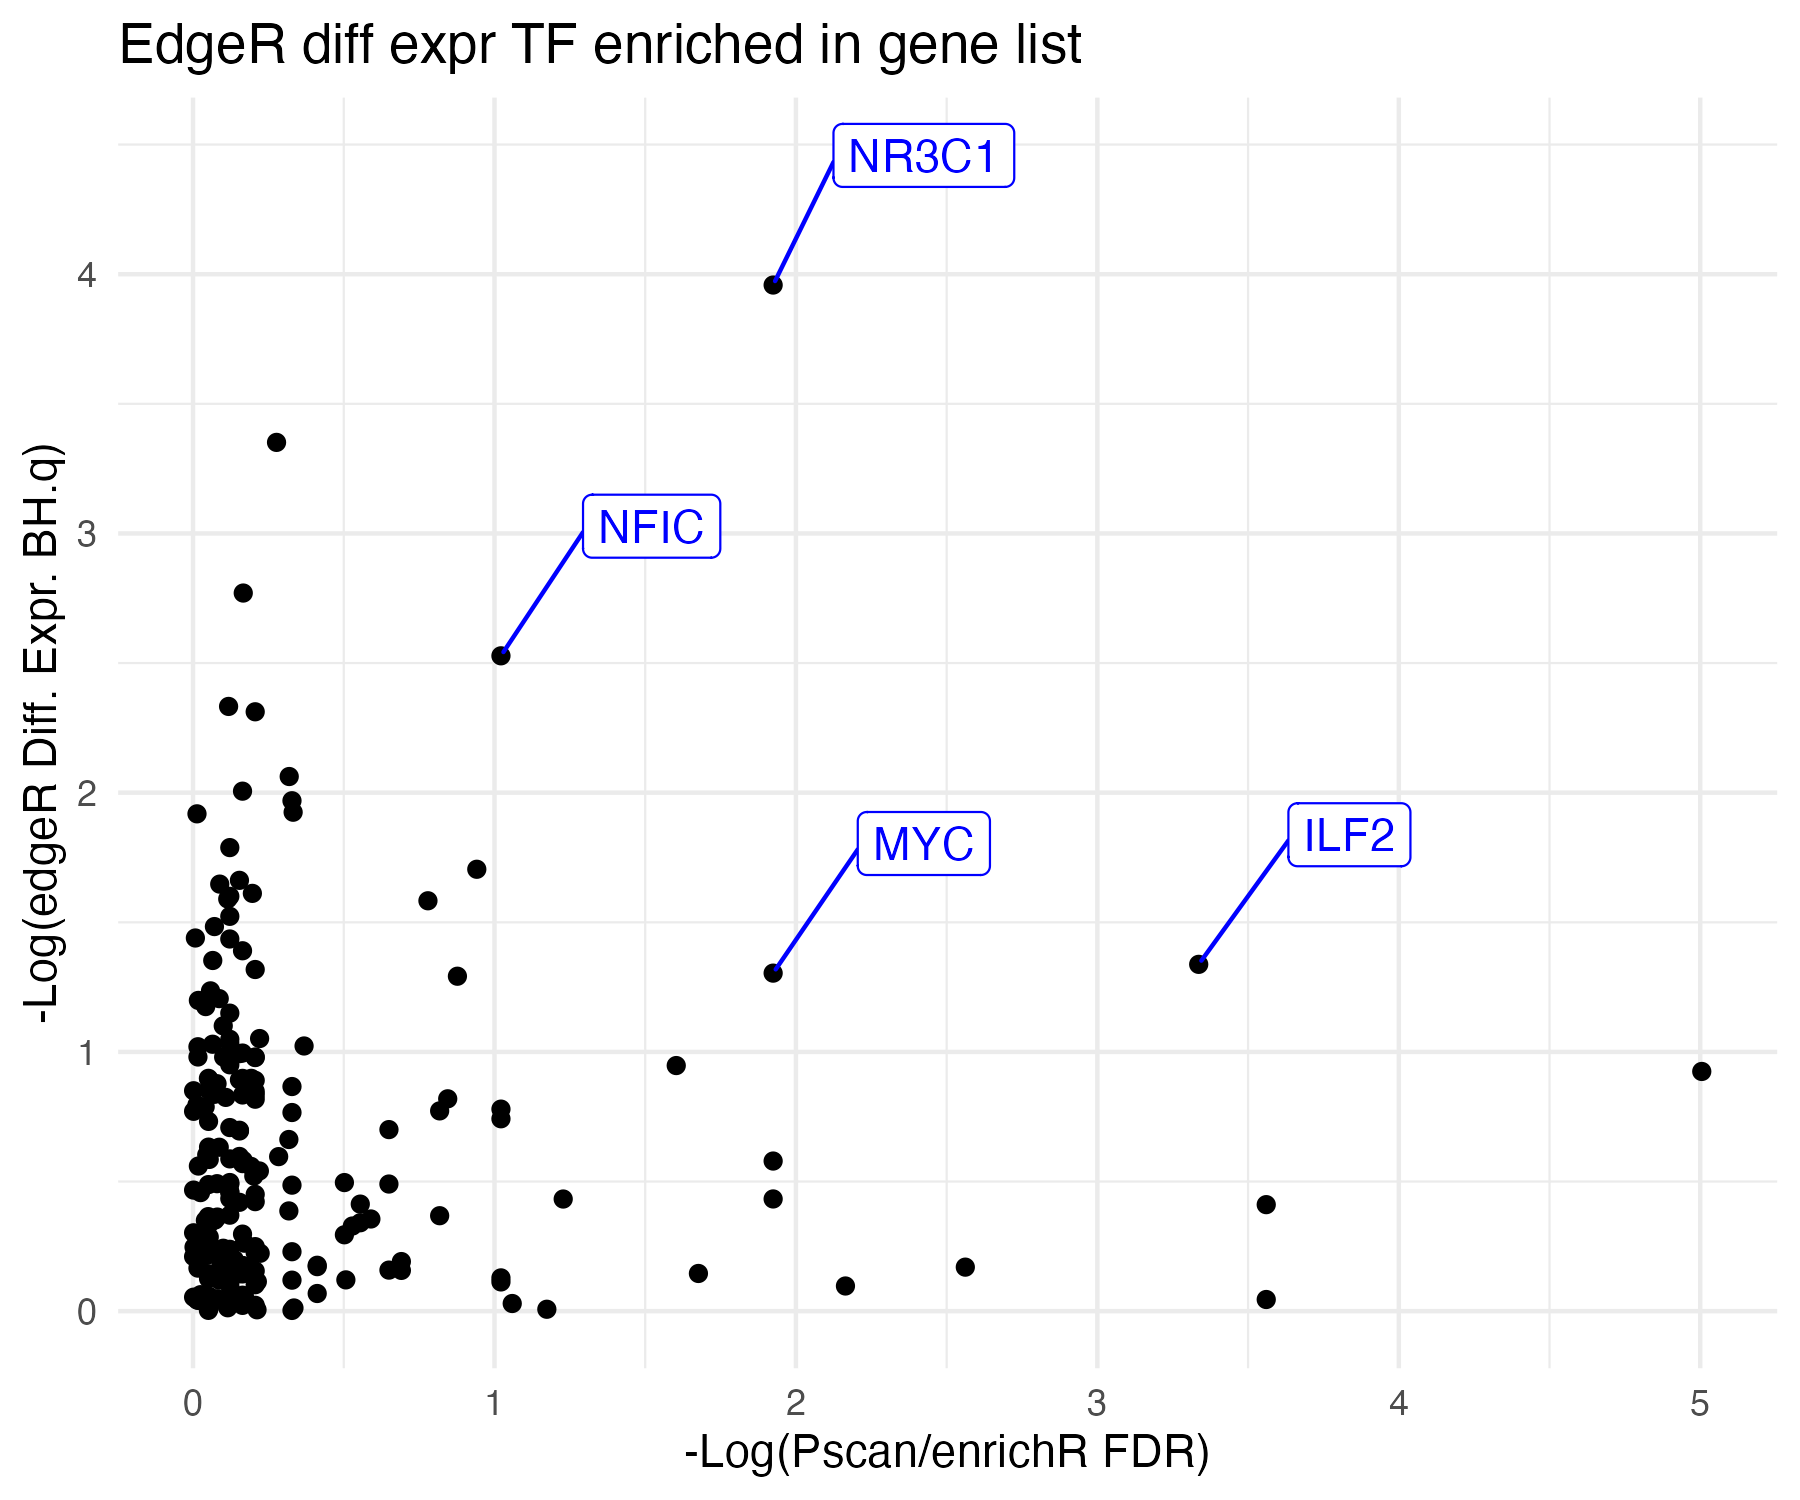 EdgeR diff expr TF enriched in gene list
NR3C1
NFIC
MYC
ILF2
-Log(edgeR Diff. Expr. BH.q)
4
3
2
1
0
0 1 2 3 4 5
-Log(Pscan/enrichR FDR)